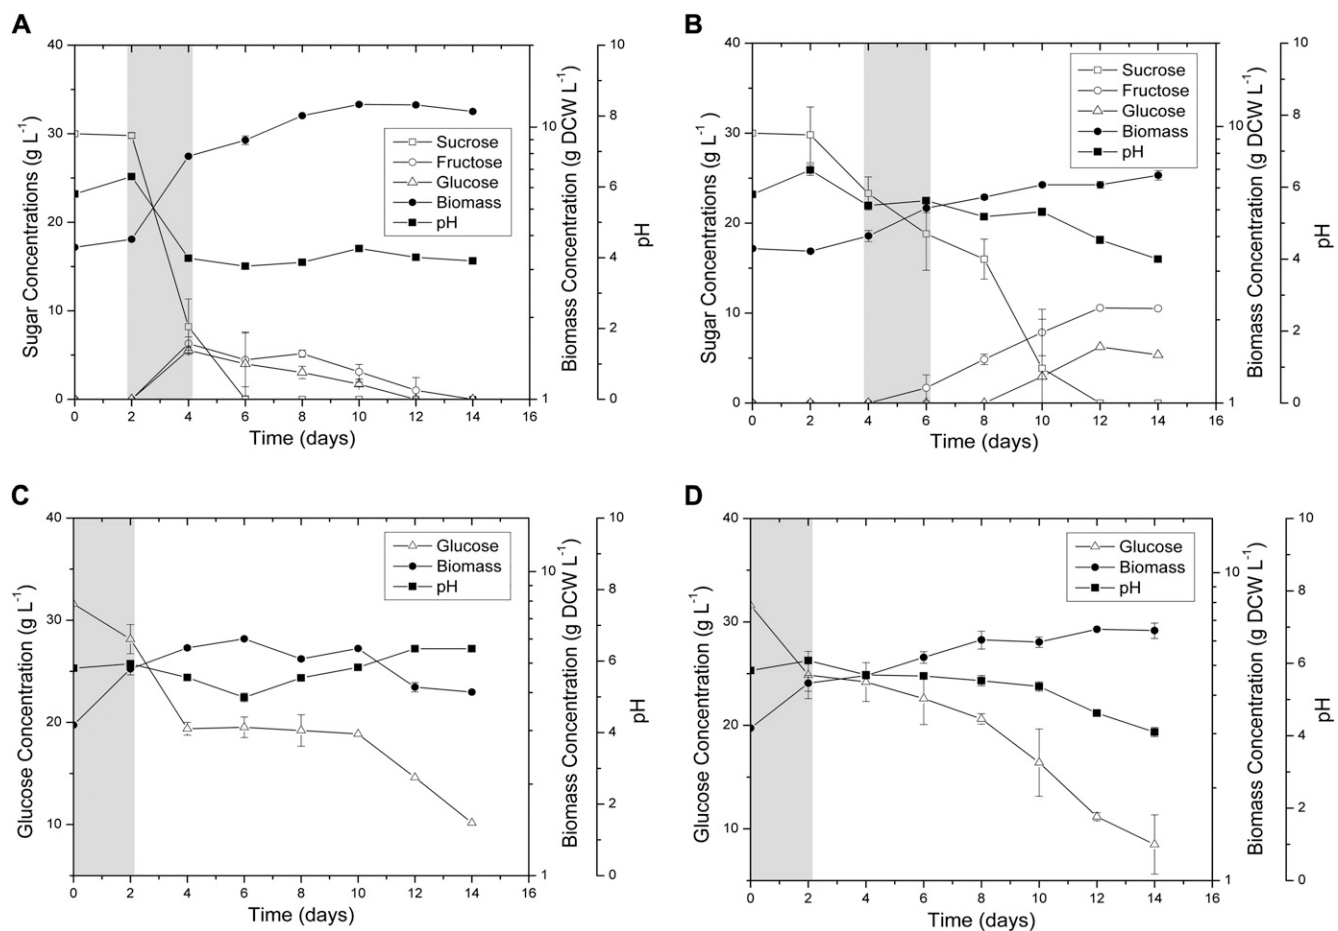 A
40
30
20
10
0
Sugar Concentrations (g L-1)
0 2 4 6 8 10 12 14 16
Time (days)
Sucrose
Fructose
Glucose
Biomass
pH
10
1
Biomass Concentration (g DCW L-1)
10
8
6
4
2
0
pH
B
40
30
20
10
0
Sugar Concentrations (g L-1)
0 2 4 6 8 10 12 14 16
Time (days)
Sucrose
Fructose
Glucose
Biomass
pH
10
1
Biomass Concentration (g DCW L-1)
10
8
6
4
2
0
pH
C
40
30
20
10
Glucose Concentration (g L-1)
0 2 4 6 8 10 12 14 16
Time (days)
Glucose
Biomass
pH
10
1
Biomass Concentration (g DCW L-1)
10
8
6
4
2
0
pH
D
40
30
20
10
Glucose Concentration (g L-1)
0 2 4 6 8 10 12 14 16
Time (days)
Glucose
Biomass
pH
10
1
Biomass Concentration (g DCW L-1)
10
8
6
4
2
0
pH